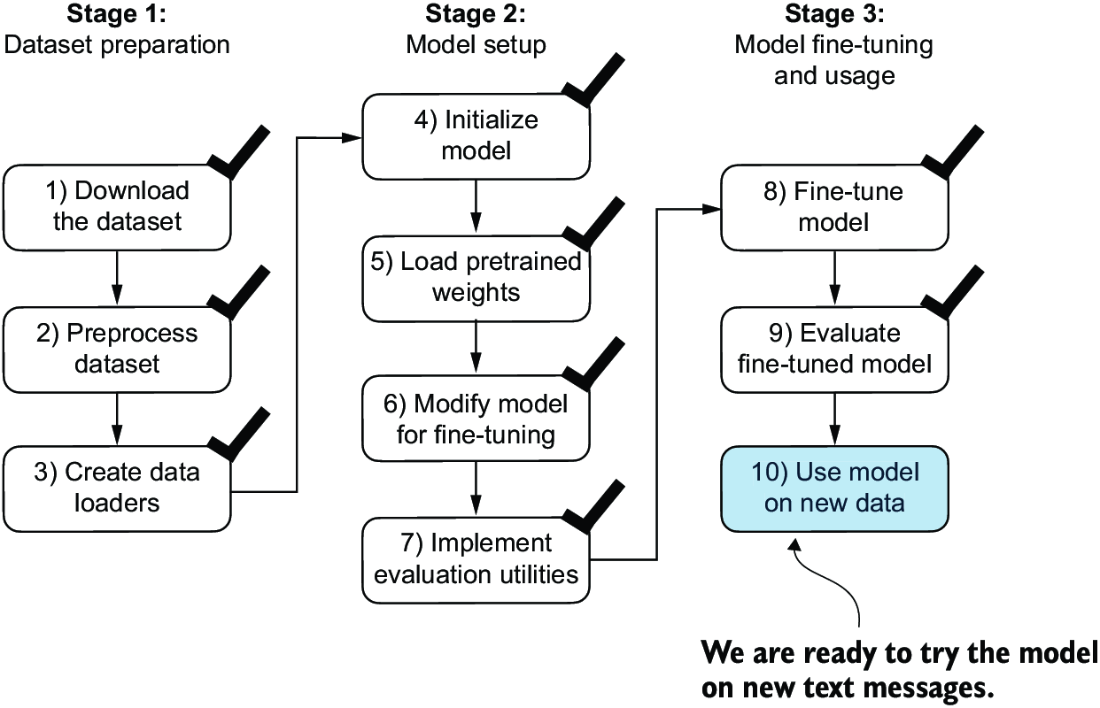 Stage 1:
Dataset preparation
1) Download
the dataset
2) Preprocess
dataset
3) Create data
loaders
Stage 2:
Model setup
4) Initialize
model
5) Load pretrained
weights
6) Modify model
for fine-tuning
7) Implement
evaluation utilities
Stage 3:
Model fine-tuning
and usage
8) Fine-tune
model
9) Evaluate
fine-tuned model
10) Use model
on new data
We are ready to try the model
on new text messages.